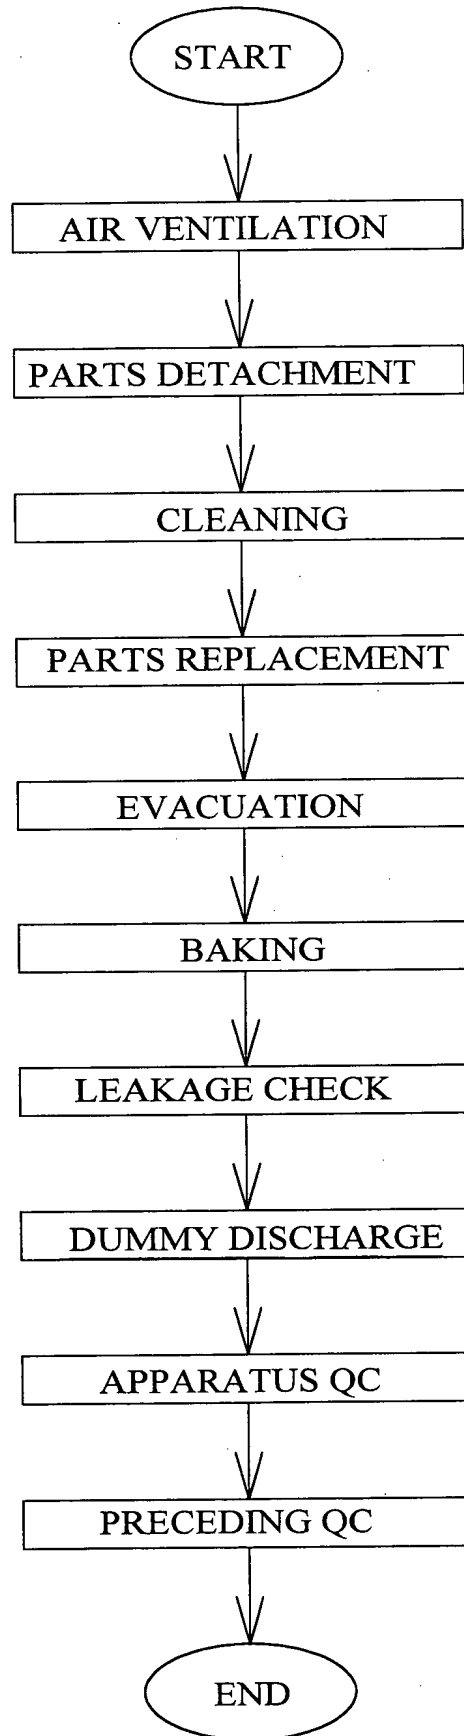 START
AIR VENTILATION
PARTS DETACHMENT
CLEANING
PARTS REPLACEMENT
EVACUATION
BAKING
LEAKAGE CHECK
DUMMY DISCHARGE
APPARATUS QC
PRECEDING QC
END